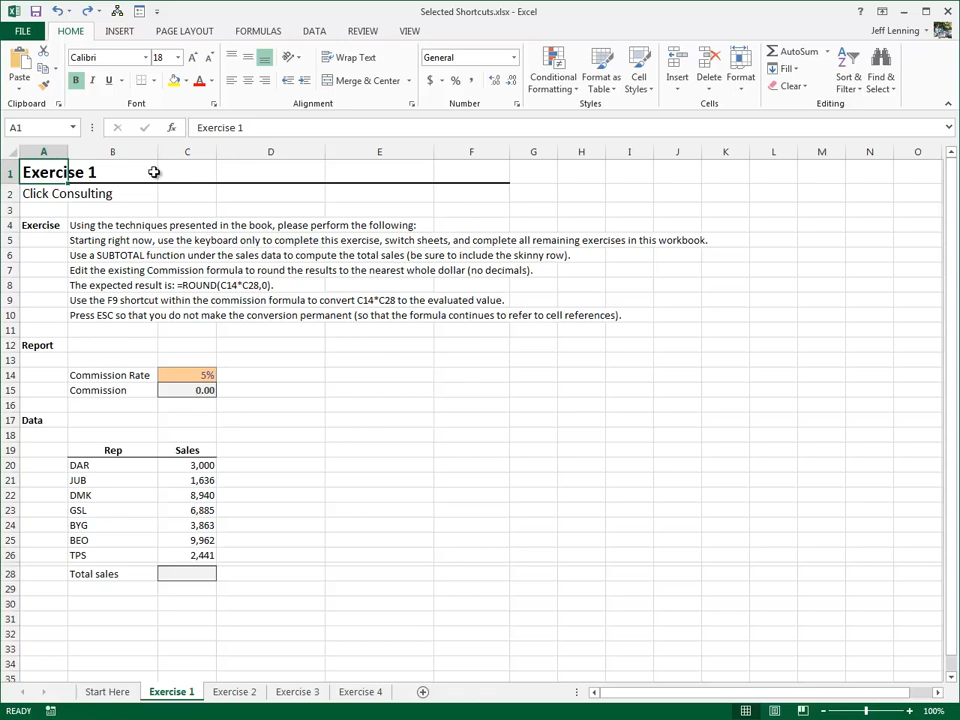 Selected Shortcuts.xlsx - Excel
FILE HOME INSERT PAGE LAYOUT FORMULAS DATA REVIEW VIEW Jeff Lenning
Calibri 18 Wrap Text General AutoSum
Paste Merge & Center Conditional Formatting Format as Table Cell Styles Insert Delete Format Fill Clear Sort & Filter Find & Select
Clipboard Font Alignment Number Styles Cells Editing
A1 fx Exercise 1
A B C D E F G H I J K L M N O
1 Exercise 1
2 Click Consulting
3
4 Exercise Using the techniques presented in the book, please perform the following:
5 Starting right now, use the keyboard only to complete this exercise, switch sheets, and complete all remaining exercises in this workbook.
6 Use a SUBTOTAL function under the sales data to compute the total sales (be sure to include the skinny row).
7 Edit the existing Commission formula to round the results to the nearest whole dollar (no decimals).
8 The expected result is: =ROUND(C14*C28,0).
9 Use the F9 shortcut within the commission formula to convert C14*C28 to the evaluated value.
10 Press ESC so that you do not make the conversion permanent (so that the formula continues to refer to cell references).
11
12 Report
13
14 Commission Rate 5%
15 Commission 0.00
16
17 Data
18
19 Rep Sales
20 DAR 3,000
21 JUB 1,636
22 DMK 8,940
23 GSL 6,885
24 BYG 3,863
25 BEO 9,962
26 TPS 2,441
28 Total sales
29
30
31
32
33
34
35
Start Here Exercise 1 Exercise 2 Exercise 3 Exercise 4
READY 100%